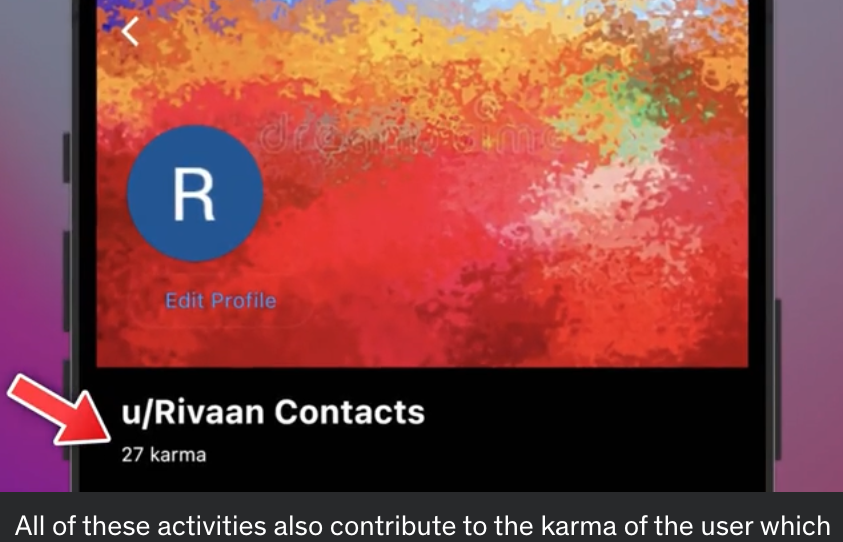 dreamstime
R
Edit Profile
u/Rivaan Contacts
27 karma
All of these activities also contribute to the karma of the user which